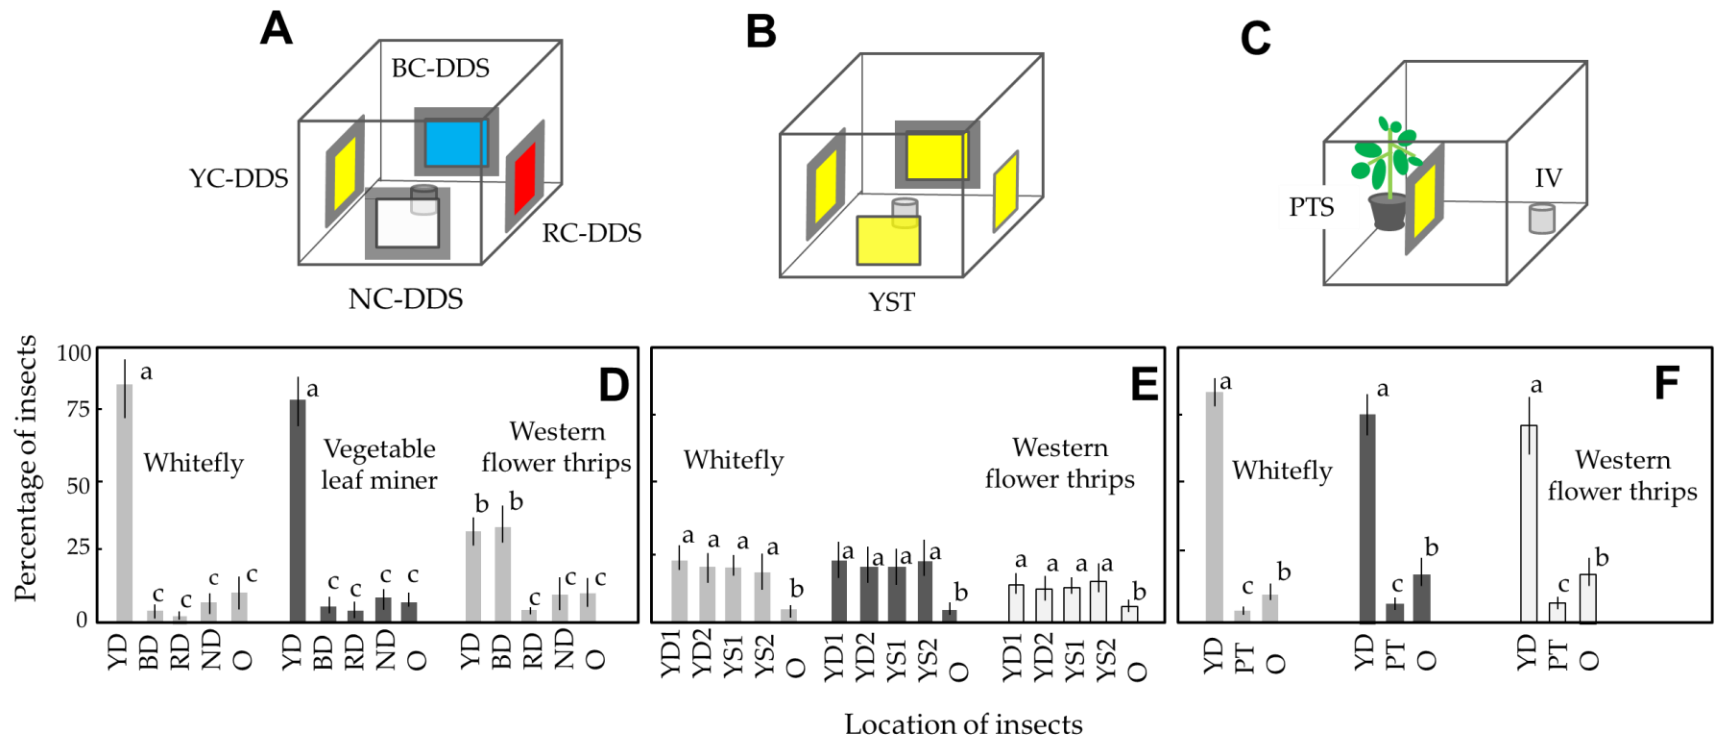 A
B
C
BC-DDS
YC-DDS
RC-DDS
NC-DDS
YST
PTS
IV
Percentage of insects
100
75
50
25
0
D
a
c
c
c
c
Whitefly
a
c
c
c
c
Vegetable
leaf miner
b
b
c
c
c
Western
flower thrips
YD
BD
RD
ND
O
YD
BD
RD
ND
O
YD
BD
RD
ND
O
E
Whitefly
a
a
a
a
b
a
a
a
a
b
Western
flower thrips
a
a
a
a
b
YD1
YD2
YS1
YS2
O
YD1
YD2
YS1
YS2
O
YD1
YD2
YS1
YS2
O
F
a
c
b
Whitefly
a
c
b
a
c
b
Western
flower thrips
YD
PT
O
YD
PT
O
YD
PT
O
Location of insects